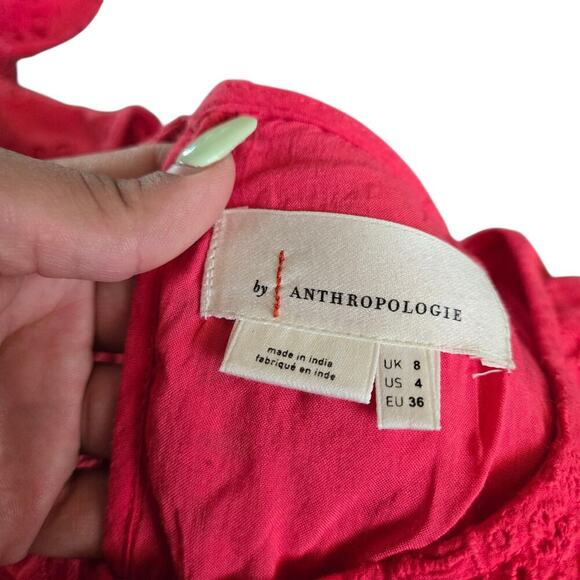 by ANTHROPOLOGIE
made in india
fabriqué en inde
UK 8
US 4
EU 36